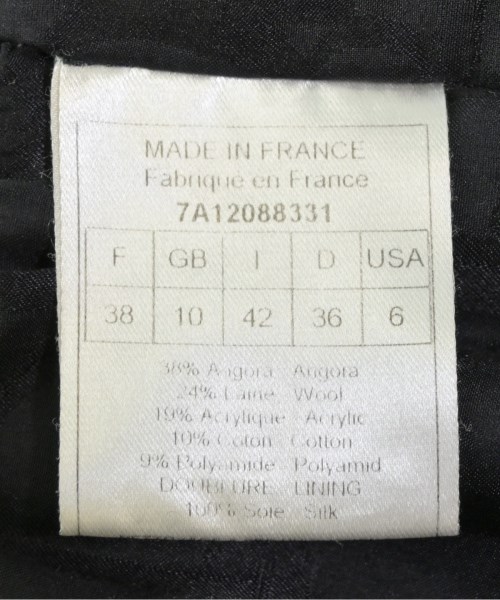 MADE IN FRANCE
Fabriqué en France
7A12088331
F GB I D USA
38 10 42 36 6
38% Angora Angora
24% Laine Wool
19% Acrylique - Acrylic
10% Coton - Cotton
9% Polyamide Polyamid
DOUBLURE LINING
100% Soie Silk